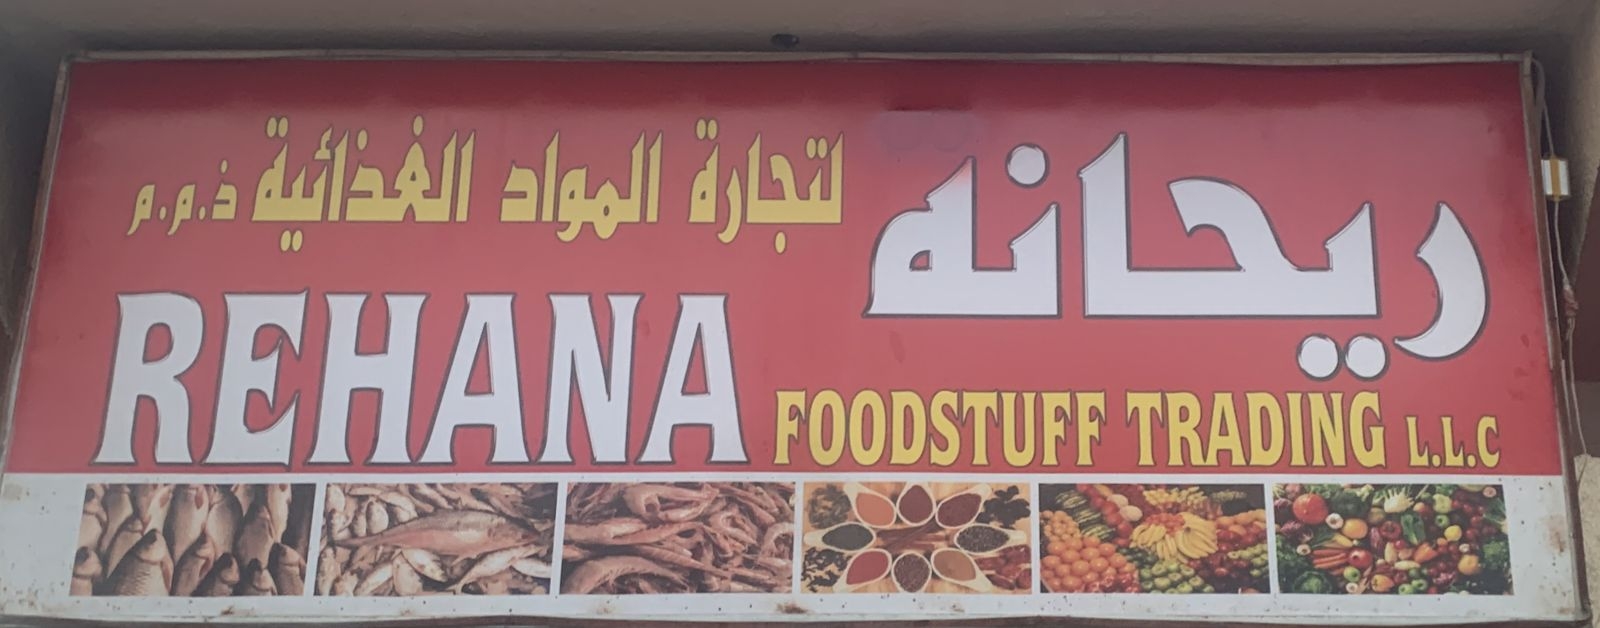 ريحانه لتجارة المواد الغذائية ذ.م.م
REHANA FOODSTUFF TRADING L.L.C